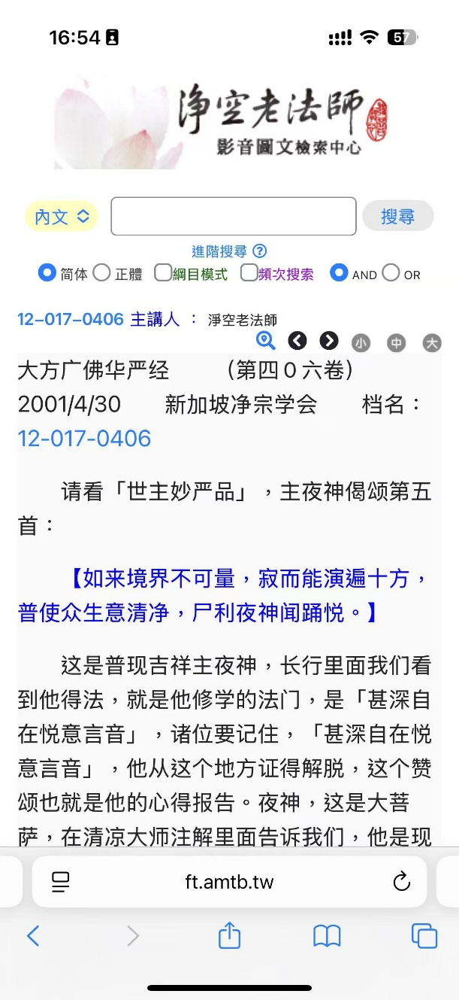 16:54
57
淨空老法師
影音圖文檢索中心
內文
搜尋
進階搜尋 ?
简体 正體 綱目模式 頻次搜索 AND OR
12-017-0406 主講人 : 淨空老法師
小 中 大
大方广佛华严经 （第四0六卷）
2001/4/30 新加坡净宗学会 档名：
12-017-0406
请看「世主妙严品」，主夜神偈颂第五
首：
【如来境界不可量，寂而能演遍十方，
普使众生意清净，尸利夜神闻踊悦。】
这是普现吉祥主夜神，长行里面我们看
到他得法，就是他修学的法门，是「甚深自
在悦意言音」，诸位要记住，「甚深自在悦
意言音」，他从这个地方证得解脱，这个赞
颂也就是他的心得报告。夜神，这是大菩
萨，在清凉大师注解里面告诉我们，他是现
ft.amtb.tw